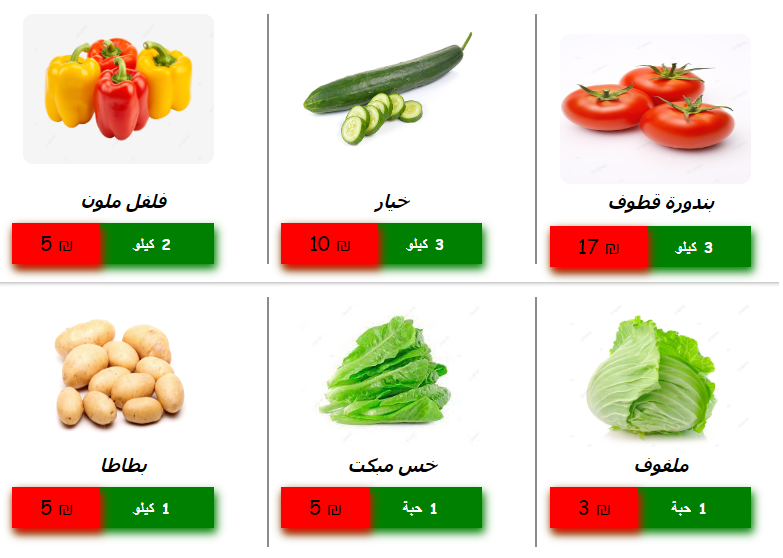 بندورة قطوف
3 كيلو
17 ₪
خيار
3 كيلو
10 ₪
فلفل ملون
2 كيلو
5 ₪
ملفوف
1 حبة
3 ₪
خس مبكت
1 حبة
5 ₪
بطاطا
1 كيلو
5 ₪